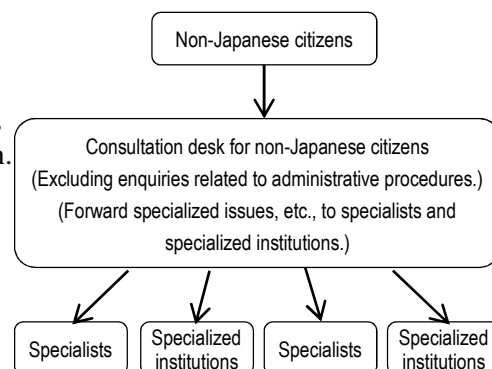 Non-Japanese citizens
Consultation desk for non-Japanese citizens
(Excluding enquiries related to administrative procedures.)
(Forward specialized issues, etc., to specialists and
specialized institutions.)
Specialists
Specialized
institutions
Specialists
Specialized
institutions